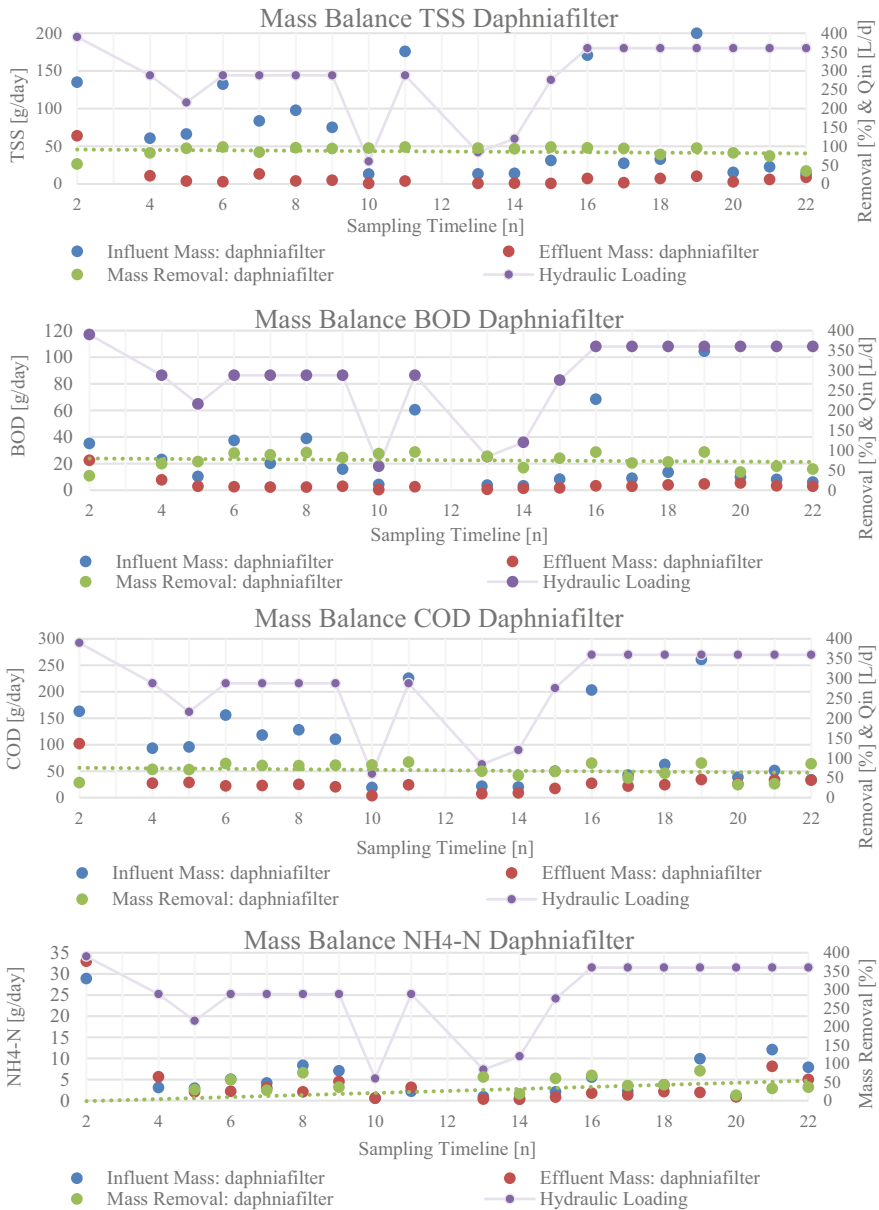 Mass Balance TSS Daphniafilter
TSS [g/day]
200
150
100
50
0
400
350
300
250
200
150
100
50
0
Removal [%] & Qin [L/d]
2 4 6 8 10 12 14 16 18 20 22
Sampling Timeline [n]
Influent Mass: daphniafilter
Effluent Mass: daphniafilter
Mass Removal: daphniafilter
Hydraulic Loading
Mass Balance BOD Daphniafilter
BOD [g/day]
120
100
80
60
40
20
0
400
350
300
250
200
150
100
50
0
Removal [%] & Qin [L/d]
2 4 6 8 10 12 14 16 18 20 22
Sampling Timeline [n]
Influent Mass: daphniafilter
Effluent Mass: daphniafilter
Mass Removal: daphniafilter
Hydraulic Loading
Mass Balance COD Daphniafilter
COD [g/day]
300
250
200
150
100
50
0
400
350
300
250
200
150
100
50
0
Removal [%] & Qin [L/d]
2 4 6 8 10 12 14 16 18 20 22
Sampling Timeline [n]
Influent Mass: daphniafilter
Effluent Mass: daphniafilter
Mass Removal: daphniafilter
Hydraulic Loading
Mass Balance NH4-N Daphniafilter
NH4-N [g/day]
35
30
25
20
15
10
5
0
400
350
300
250
200
150
100
50
0
Mass Removal [%]
2 4 6 8 10 12 14 16 18 20 22
Sampling Timeline [n]
Influent Mass: daphniafilter
Effluent Mass: daphniafilter
Mass Removal: daphniafilter
Hydraulic Loading